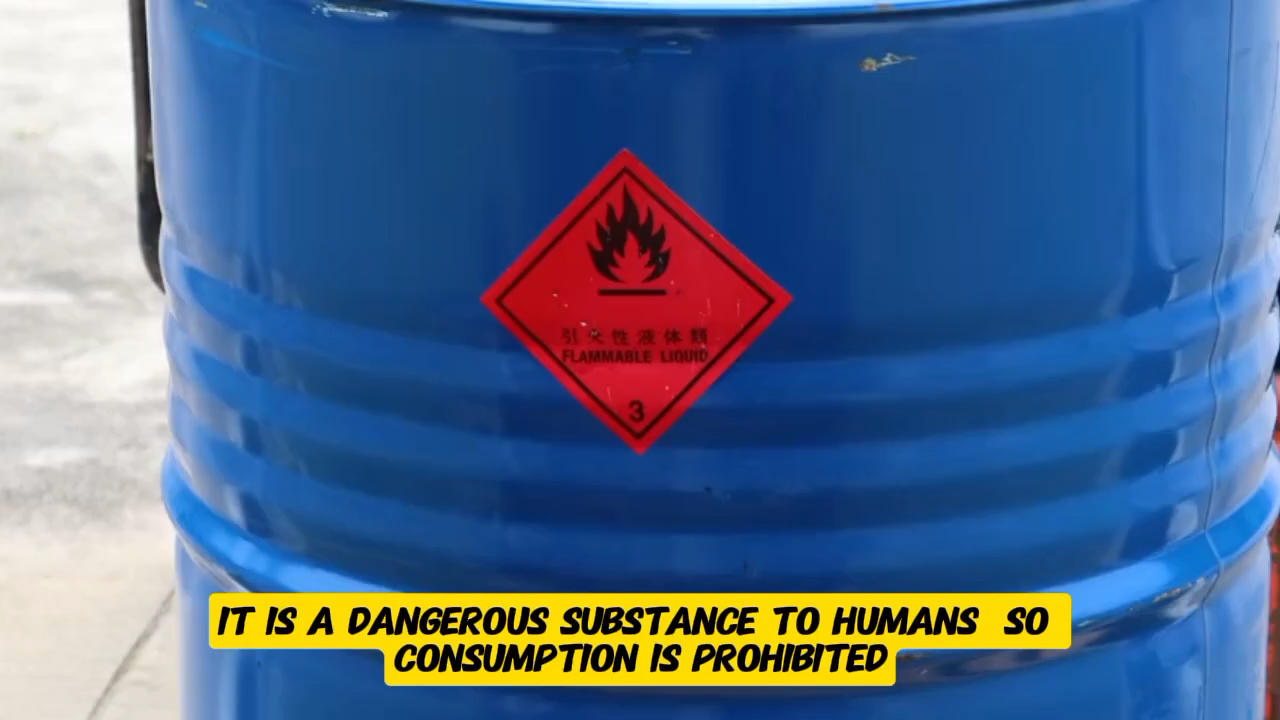 引火性液体類
FLAMMABLE LIQUID
3
IT IS A DANGEROUS SUBSTANCE TO HUMANS SO
CONSUMPTION IS PROHIBITED